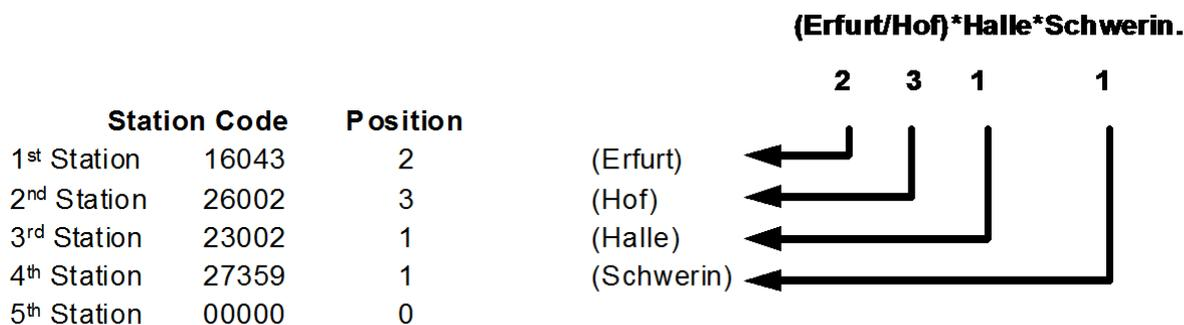 (Erfurt/Hof)*Halle*Schwerin.
2 3 1 1
Station Code Position
1st Station 16043 2 (Erfurt)
2nd Station 26002 3 (Hof)
3rd Station 23002 1 (Halle)
4th Station 27359 1 (Schwerin)
5th Station 00000 0